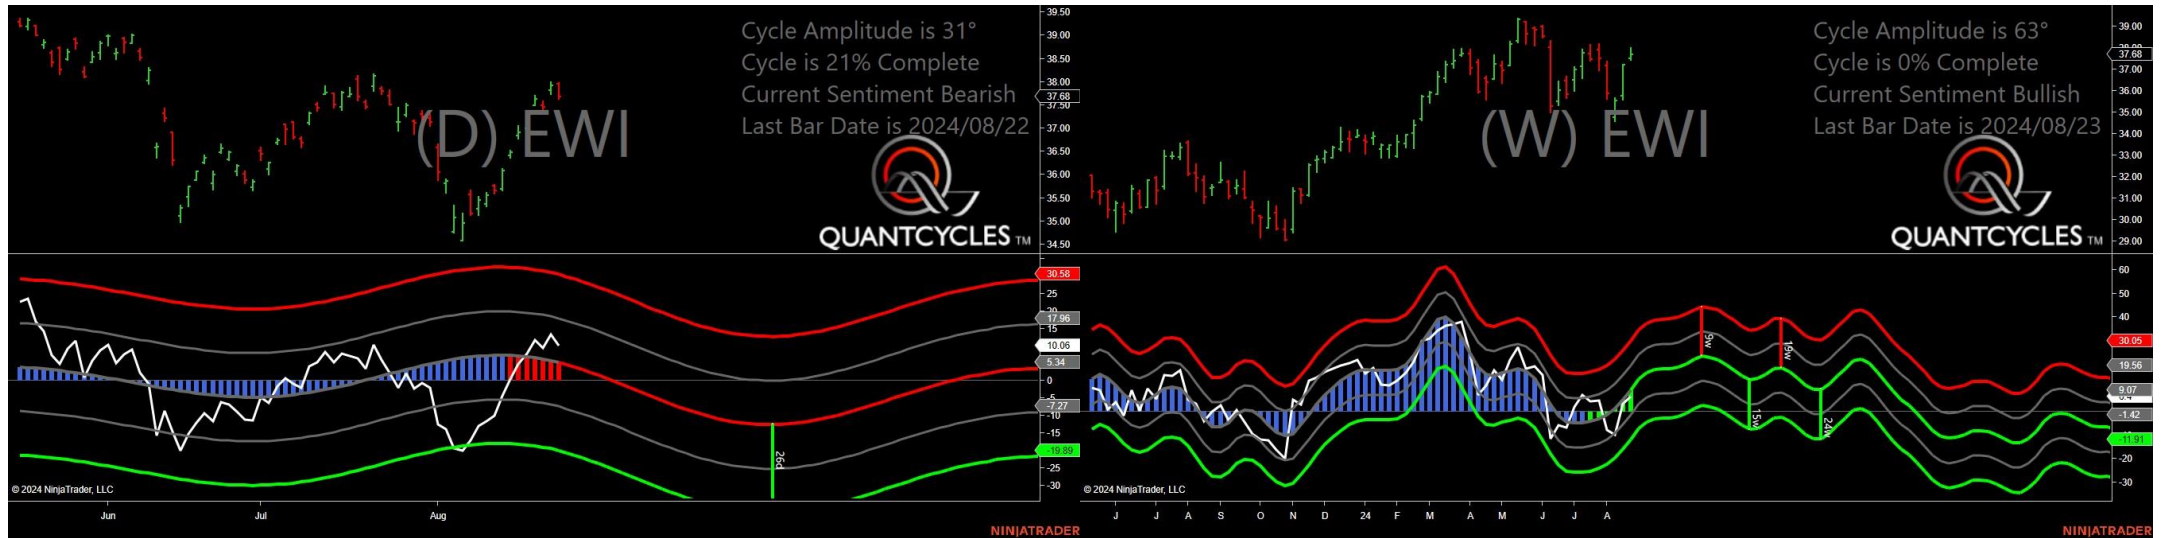 Cycle Amplitude is 31°
Cycle is 21% Complete
Current Sentiment Bearish
Last Bar Date is 2024/08/22
(D) EWI
QUANTCYCLES TM
39.50
39.00
38.50
38.00
37.68
37.50
37.00
36.50
36.00
35.50
35.00
34.50
30.58
25
17.96
15
10.06
5.34
0
-7.27
-10
-15
-19.89
-25
-30
26d
© 2024 NinjaTrader, LLC
Jun
Jul
Aug
NINJATRADER
Cycle Amplitude is 63°
Cycle is 0% Complete
Current Sentiment Bullish
Last Bar Date is 2024/08/23
(W) EWI
QUANTCYCLES TM
39.00
37.68
37.00
36.00
35.00
34.00
33.00
32.00
31.00
30.00
29.00
60
50
40
30.05
19.56
9.07
-1.42
-11.91
-20
-30
9w
15w
19w
24w
© 2024 NinjaTrader, LLC
J J A S O N D 24 F M A M J J A
NINJATRADER